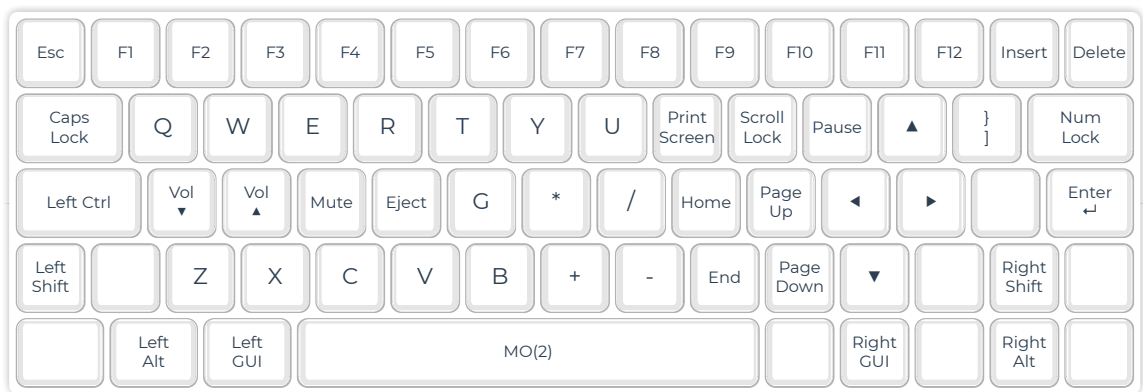 Esc F1 F2 F3 F4 F5 F6 F7 F8 F9 F10 F11 F12 Insert Delete
Caps Lock Q W E R T Y U Print Screen Scroll Lock Pause ▲ } ] Num Lock
Left Ctrl Vol ▼ Vol ▲ Mute Eject G * / Home Page Up ◄ ► Enter ↵
Left Shift Z X C V B + - End Page Down ▼ Right Shift
Left Alt Left GUI MO(2) Right GUI Right Alt